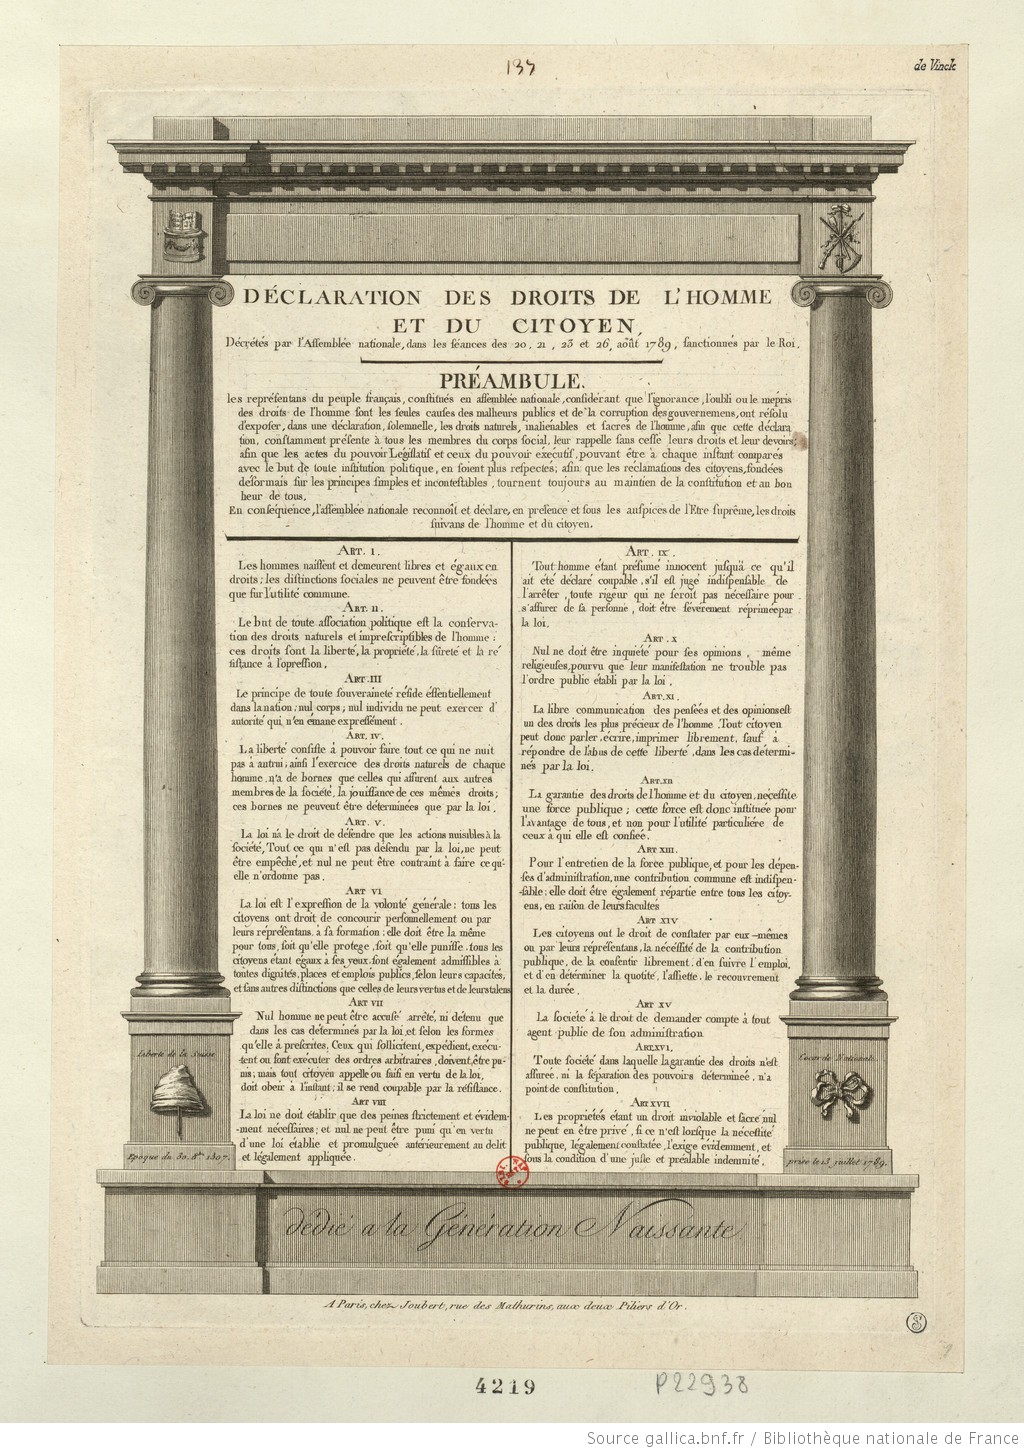 137
de Vinck
DÉCLARATION DES DROITS DE L'HOMME
ET DU CITOYEN,
Décrétés par l'Assemblée nationale, dans les séances des 20, 21, 23 et 26, août 1789, sanctionnés par le Roi.
PRÉAMBULE.
les représentans du peuple français, constitués en assemblée nationale, considérant que l'ignorance, l'oubli ou le mépris
des droits de l'homme sont les seules causes des malheurs publics et de la corruption des gouvernemens, ont résolu
d'exposer, dans une déclaration, solemnelle, les droits naturels, inaliénables et sacrés de l'homme, afin que cette déclara
tion, constamment présente à tous les membres du corps social, leur rappelle sans cesse leurs droits et leur devoirs;
afin que les actes du pouvoir Législatif et ceux du pouvoir exécutif, pouvant être à chaque instant comparés
avec le but de toute institution politique, en soient plus respectés; afin que les réclamations des citoyens, fondées
désormais sur les principes simples et incontestables, tournent toujours au maintien de la constitution et au bon
heur de tous.
En conséquence, l'assemblée nationale reconnoît et déclare, en présence et sous les auspices de l'Etre suprême, les droits
suivans de l'homme et du citoyen.
ART. I.
Les hommes naissent et demeurent libres et égaux en
droits; les distinctions sociales ne peuvent être fondées
que sur l'utilité commune.
ART. II.
Le but de toute association politique est la conserva-
tion des droits naturels et imprescriptibles de l'homme;
ces droits sont la liberté, la propriété, la sûreté et la ré
sistance à l'opression.
ART. III
Le principe de toute souveraineté réside essentiellement
dans la nation; nul corps; nul individu ne peut exercer d'
autorité qui n'en émane expressément.
ART. IV.
La liberté consiste à pouvoir faire tout ce qui ne nuit
pas à autrui; ainsi l'exercice des droits naturels de chaque
homme, n'a de bornes que celles qui assurent aux autres
membres de la société, la jouissance de ces mêmes droits;
ces bornes ne peuvent être déterminées que par la loi.
ART. V.
La loi n'a le droit de défendre que les actions nuisables à la
société, Tout ce qui n'est pas défendu par la loi, ne peut
être empêché, et nul ne peut être contraint à faire ce qu'
elle n'ordonne pas.
ART VI
La loi est l'expression de la volonté générale; tous les
citoyens ont droit de concourir personnellement ou par
leurs représentans, à sa formation; elle doit être la même
pour tous, soit qu'elle protege, soit qu'elle punisse. tous les
citoyens étant égaux à ses yeux, sont également admissibles à
toutes dignités, places et emplois publics, selon leurs capacités,
et sans autres distinctions que celles de leurs vertus et de leurs talens
ART VII
Nul homme ne peut être accusé, arrêté, ni détenu que
dans les cas déterminés par la loi, et selon les formes
qu'elle à prescrites, Ceux qui sollicitent, expédient, exécu-
tent ou font exécuter des ordres arbitraires, doivent, être pu-
nis; mais tout citoyen appellé ou saisi en vertu de la loi,
doit obeir à l'instant; il se rend coupable par la résistance.
ART VIII
La loi ne doit établir que des peines strictement et évidem-
-ment nécessaires; et nul ne peut être puni qu'en vertu
d'une loi établie et promulguée antérieurement au délit
et légalement appliquée.
ART. IX.
Tout homme étant présumé innocent jusqu'à ce qu'il
ait été déclaré coupable, s'il est jugé indispensable de
l'arrêter, toute rigeur qui ne seroit pas nécessaire pour
s'assurer de sa personne, doit être sévèrement réprimée par
la loi.
ART. X
Nul ne doit être inquiété pour ses opinions, même
religieuses, pourvu que leur manifestation ne trouble pas
l'ordre public établi par la loi.
ART. XI.
La libre communication des pensées et des opinions est
un des droits les plus précieux de l'homme. Tout citoyen
peut donc parler, écrire, imprimer librement, sauf à
répondre de l'abus de cette liberté, dans les cas détermi-
nés par la loi.
ART. XII
La garantie des droits de l'homme et du citoyen, nécessite
une force publique; cette force est donc instituée pour
l'avantage de tous, et non pour l'utilité particulière de
ceux à qui elle est confiée.
ART XIII.
Pour l'entretien de la force publique, et pour les dépen-
ses d'administration, une contribution commune est indispen-
sable; elle doit être également répartie entre tous les citoy-
ens, en raison de leurs facultés
ART XIV
Les citoyens ont le droit de constater par eux-mêmes
ou par leurs réprésentans, la nécessité de la contribution
publique, de la consentir librement, d'en suivre l'emploi,
et d'en déterminer la quotité, l'assiette, le recouvrement
et la durée.
ART XV
La société à le droit de demander compte à tout
agent public de son administration
ART. XVI.
Toute société dans laquelle la garantie des droits n'est
assurée, ni la séparation des pouvoirs déterminée, n'a
point de constitution.
ART. XVII
Les propriétés étant un droit inviolable et sacré, nul
ne peut en être privé, si ce n'est lorsque la nécessité
publique, légalement constatée, l'exige évidemment, et
sous la condition d'une juste et préalable indemnité.
Liberté de la Suisse
Epoque du 30. 8bre 1307.
Cocarde Nationale
prise le 13 juillet 1789.
dédié a la Génération Naissante
A Paris, chez Joubert, rue des Mathurins, aux deux Piliers d'Or.
S
4219
P22938
Source gallica.bnf.fr / Bibliothèque nationale de France